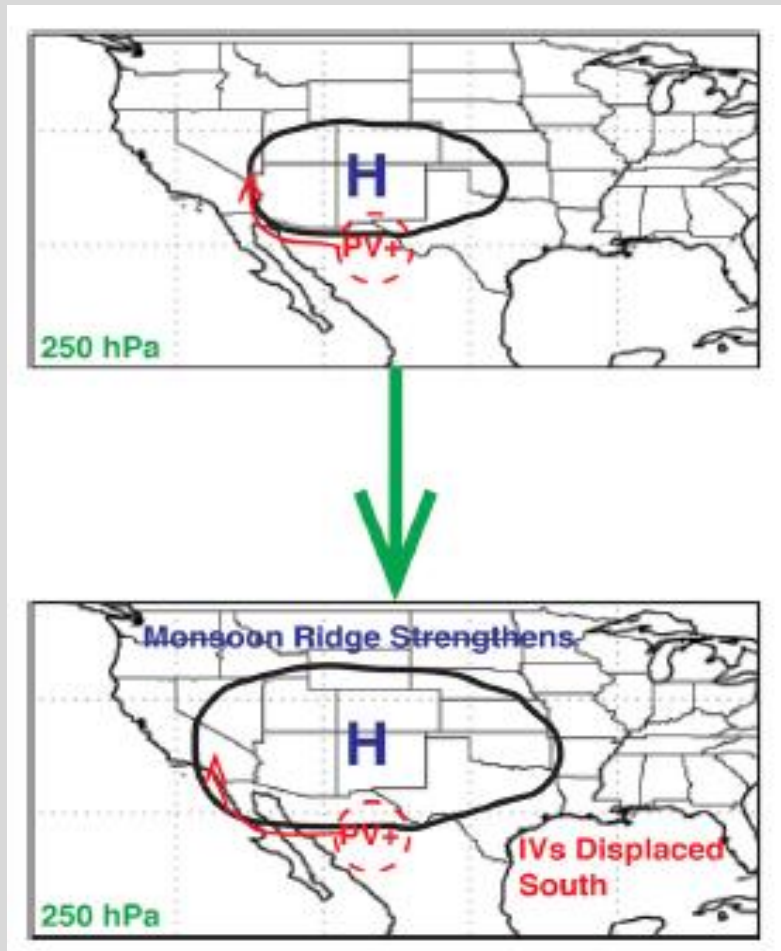 H
PV+
250 hPa
Monsoon Ridge Strengthens
H
PV+
IVs Displaced
South
250 hPa